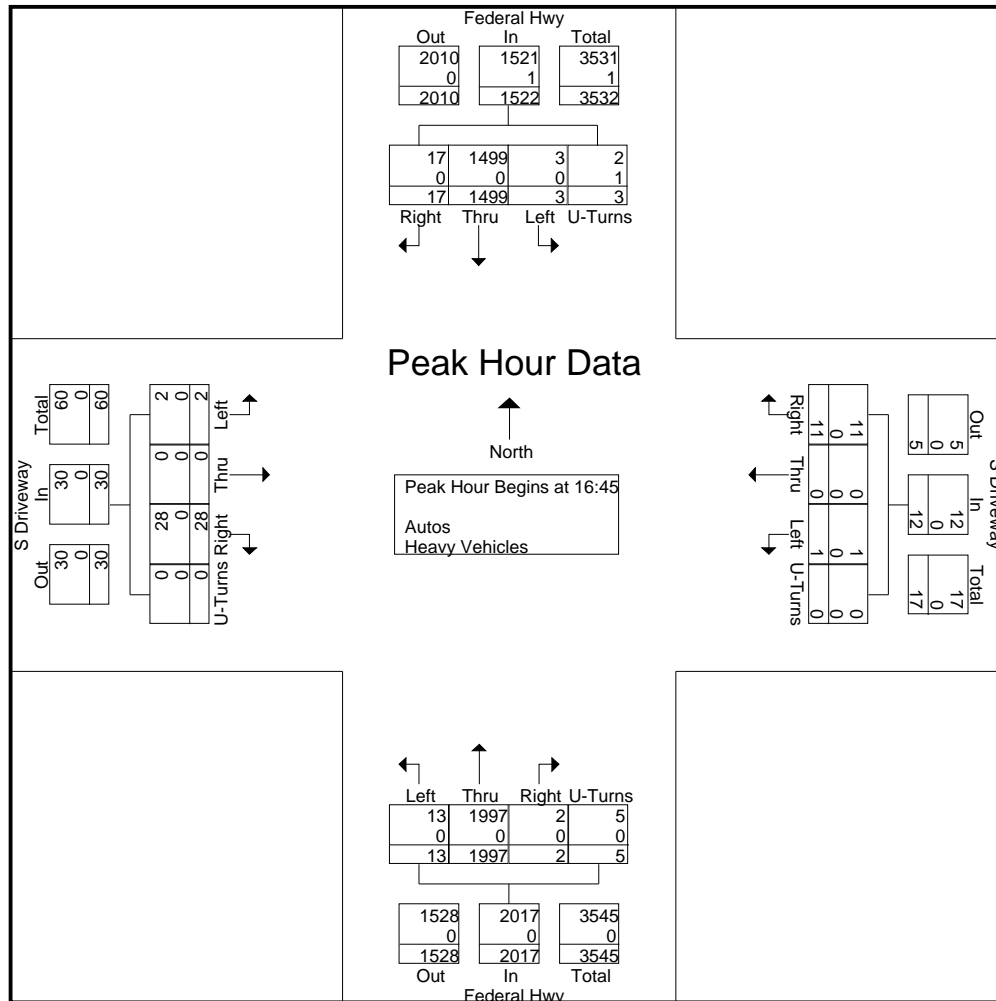 Federal Hwy
Out In Total
2010 1521 3531
0 1 1
2010 1522 3532
17 1499 3 2
0 0 0 1
17 1499 3 3
Right Thru Left U-Turns
Peak Hour Data
North
Peak Hour Begins at 16:45
Autos
Heavy Vehicles
S Driveway
Out In Total
30 30 60
0 0 0
30 30 60
U-Turns Right Thru Left
0 28 0 2
0 0 0 0
0 28 0 2
S Driveway
Out In Total
5 12 17
0 0 0
5 12 17
Right Thru Left U-Turns
11 0 1 0
0 0 0 0
11 0 1 0
Left Thru Right U-Turns
13 1997 2 5
0 0 0 0
13 1997 2 5
1528 2017 3545
0 0 0
1528 2017 3545
Out In Total
Federal Hwy